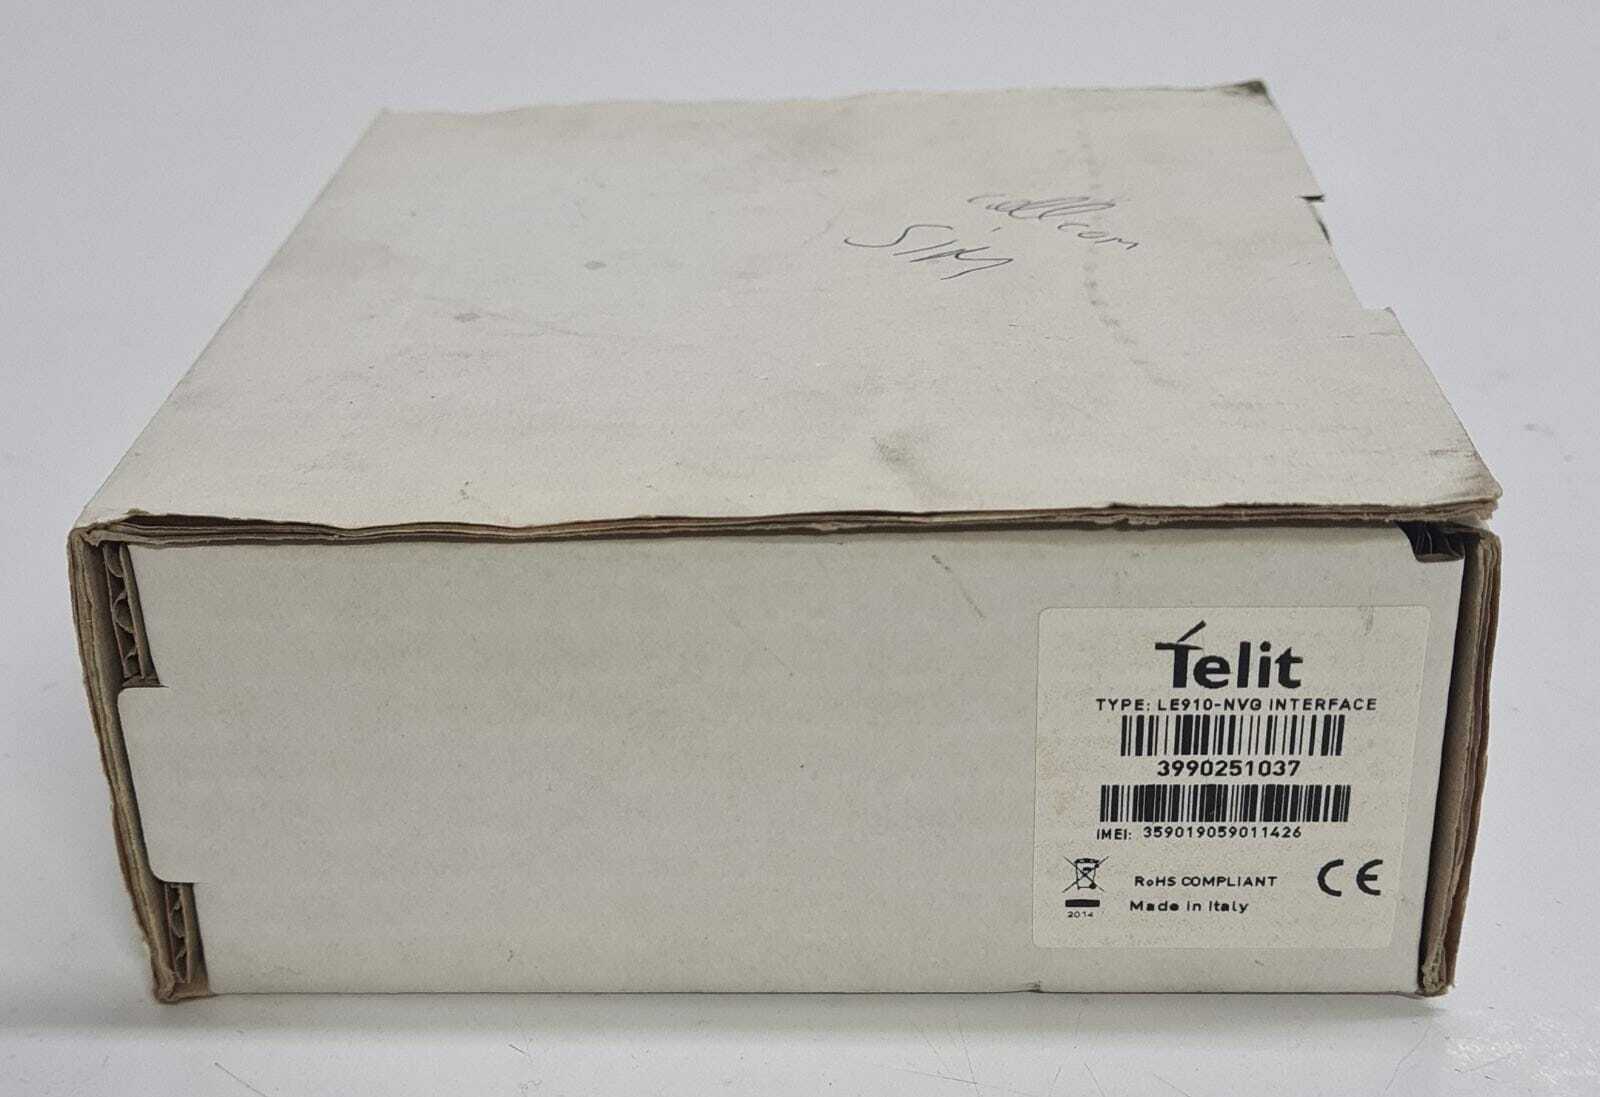 SIM
Telit
TYPE: LE910-NVG INTERFACE
3990251037
IMEI: 359019059011426
RoHS COMPLIANT
CE
2014
Made in Italy